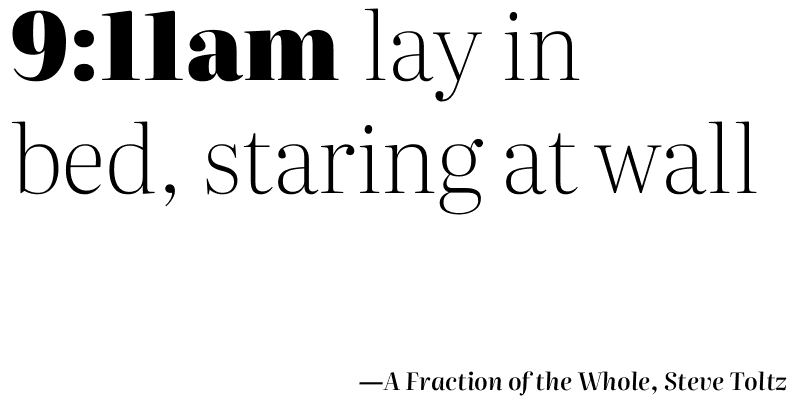 9:11am lay in
bed, staring at wall
—A Fraction of the Whole, Steve Toltz